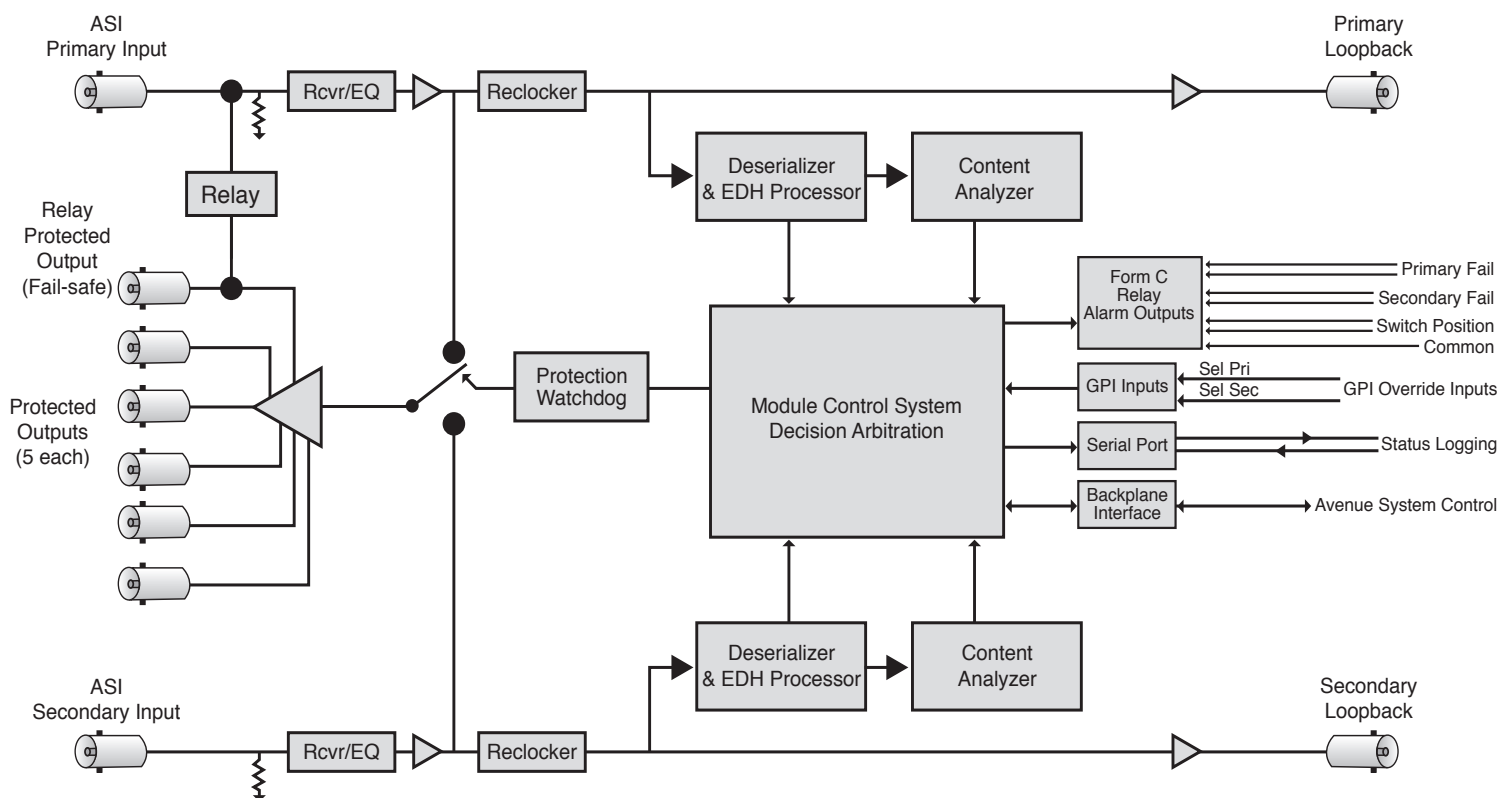 ASI
Primary Input
Primary
Loopback
Rcvr/EQ
Reclocker
Deserializer
& EDH Processor
Content
Analyzer
Relay
Relay
Protected
Output
(Fail-safe)
Form C
Relay
Alarm Outputs
Primary Fail
Secondary Fail
Switch Position
Common
Protection
Watchdog
Module Control System
Decision Arbitration
GPI Inputs
Sel Pri
Sel Sec
GPI Override Inputs
Protected
Outputs
(5 each)
Serial Port
Status Logging
Backplane
Interface
Avenue System Control
Deserializer
& EDH Processor
Content
Analyzer
ASI
Secondary Input
Secondary
Loopback
Rcvr/EQ
Reclocker